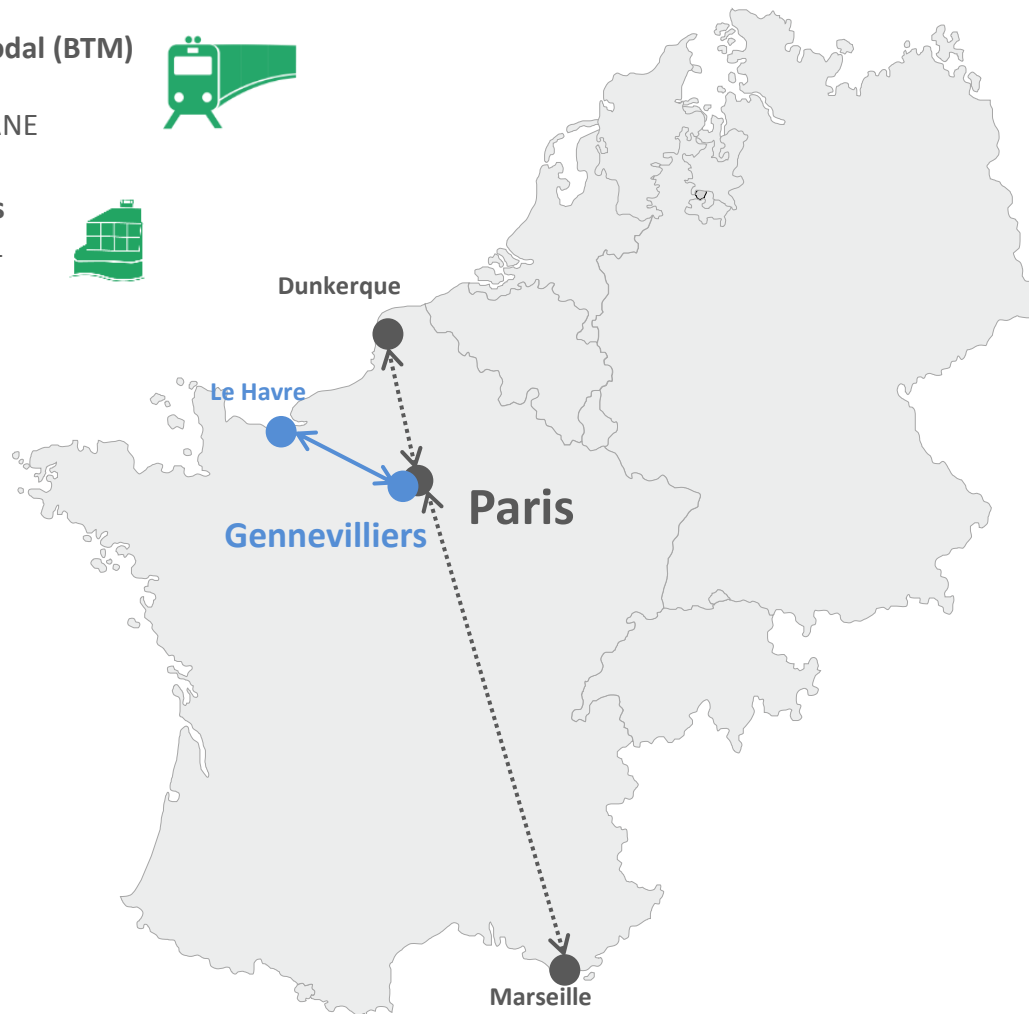 odal (BTM)
ANE
s
Dunkerque
Le Havre
Paris
Gennevilliers
Marseille